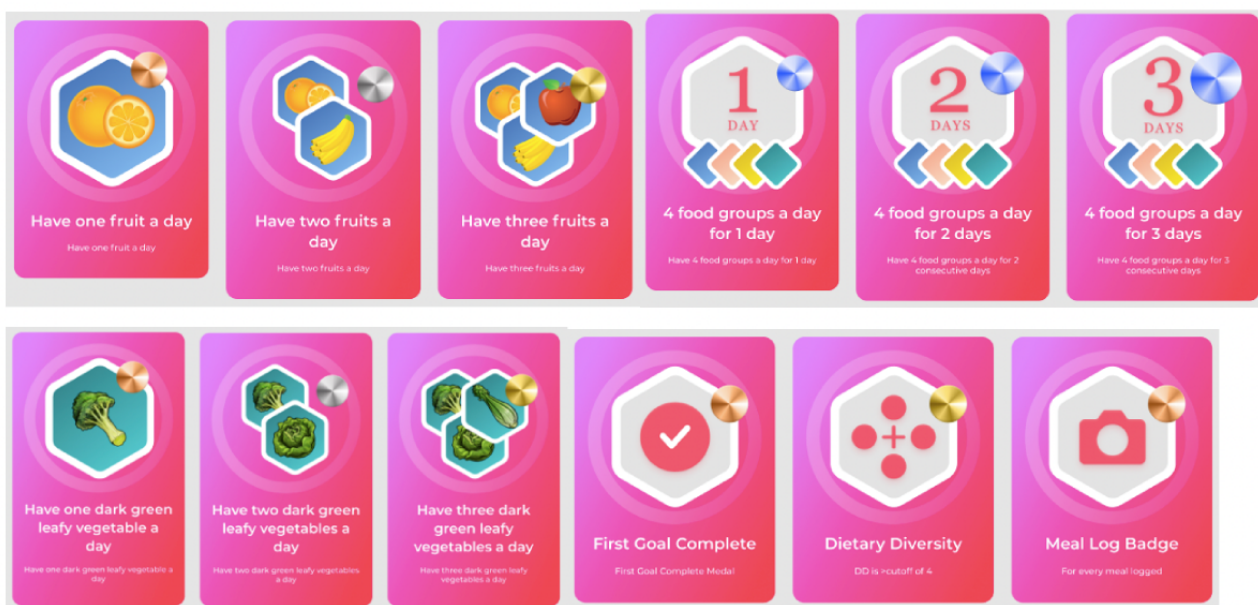 Have one fruit a day
Have one fruit a day
Have two fruits a
day
Have two fruits a day
Have three fruits a
day
Have three fruits a day
1
DAY
4 food groups a day
for 1 day
Have 4 food groups a day for 1 day
2
DAYS
4 food groups a day
for 2 days
Have 4 food groups a day for 2
consecutive days
3
DAYS
4 food groups a day
for 3 days
Have 4 food groups a day for 3
consecutive days
Have one dark green
leafy vegetable a
day
Have one dark green leafy vegetable a
day
Have two dark green
leafy vegetables a
day
Have two dark green leafy vegetables
a day
Have three dark
green leafy
vegetables a day
Have three dark green leafy
vegetables a day
First Goal Complete
First Goal Complete Medal
Dietary Diversity
DD is >cutoff of 4
Meal Log Badge
For every meal logged